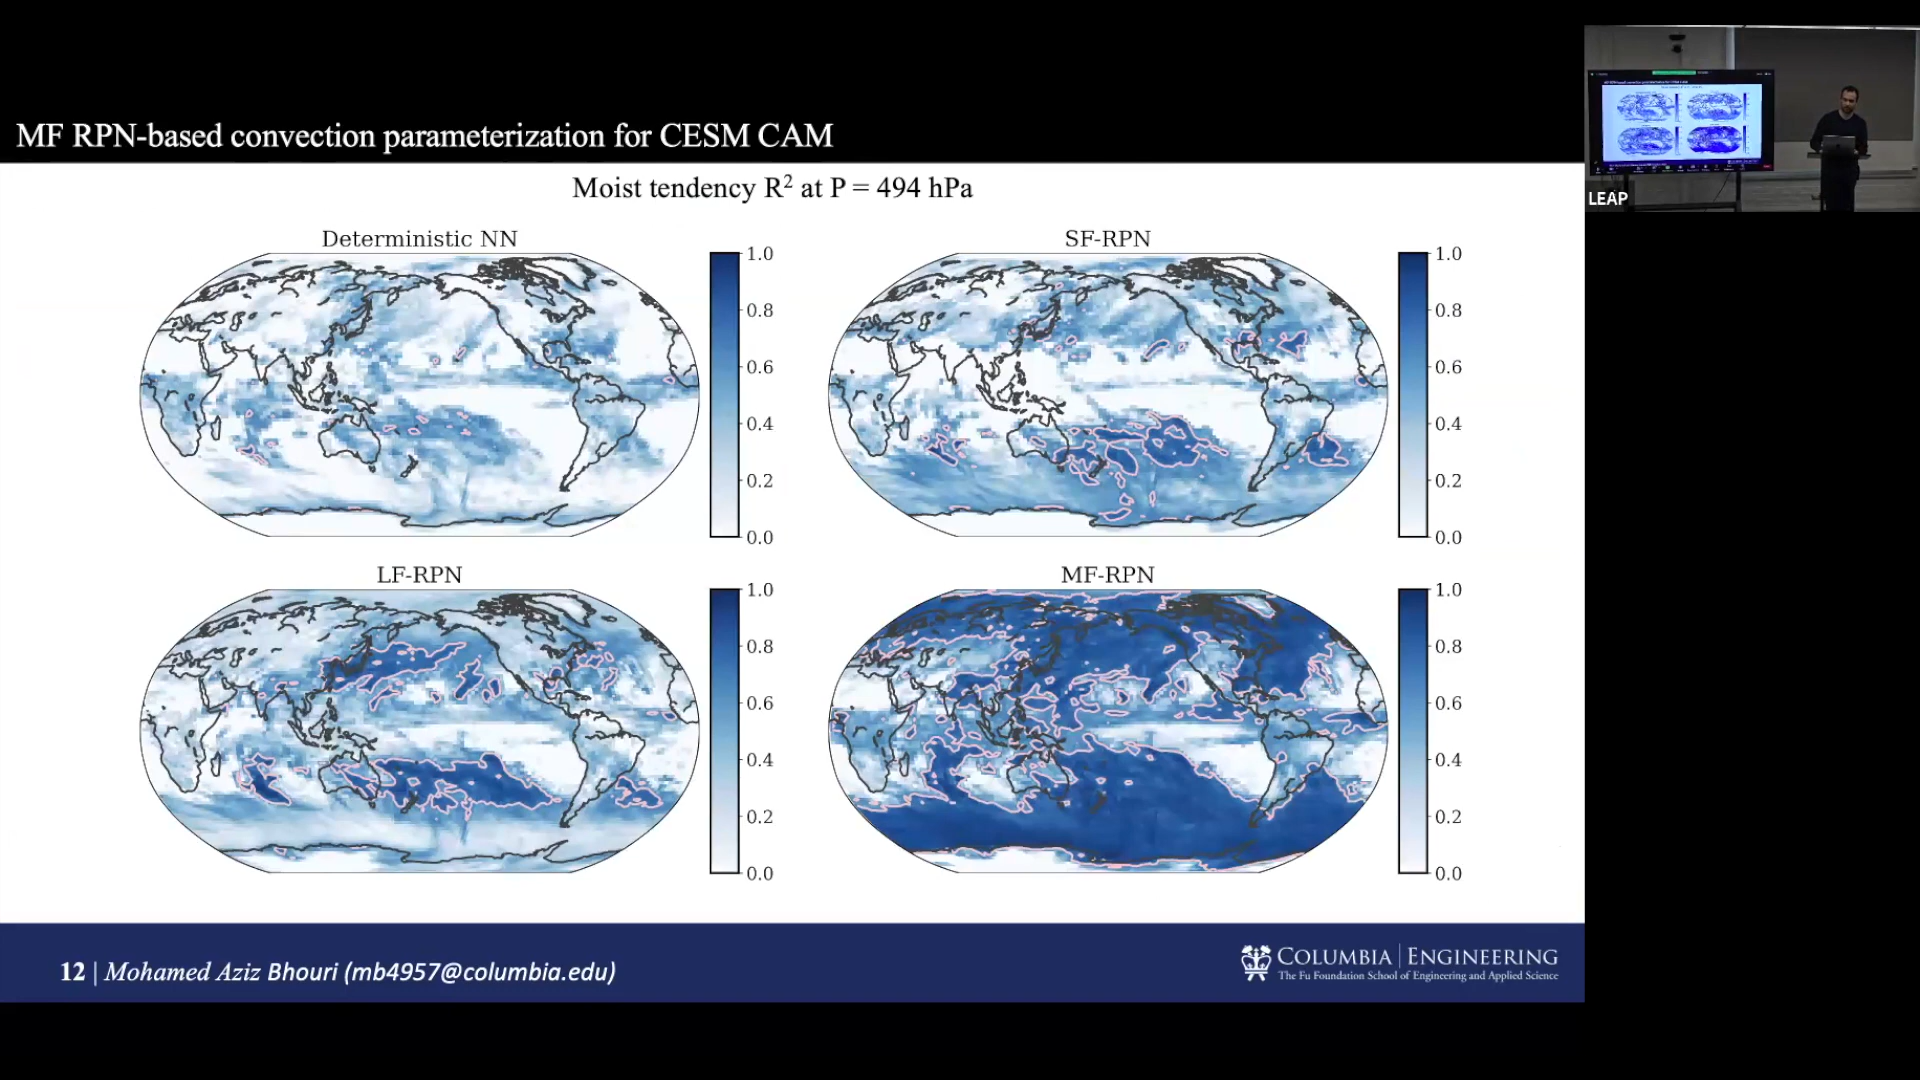 MF RPN-based convection parameterization for CESM CAM
Moist tendency R² at P = 494 hPa
Deterministic NN
1.0
0.8
0.6
0.4
0.2
0.0
SF-RPN
1.0
0.8
0.6
0.4
0.2
0.0
LF-RPN
1.0
0.8
0.6
0.4
0.2
0.0
MF-RPN
1.0
0.8
0.6
0.4
0.2
0.0
12 | Mohamed Aziz Bhouri (mb4957@columbia.edu)
COLUMBIA | ENGINEERING
The Fu Foundation School of Engineering and Applied Science
LEAP